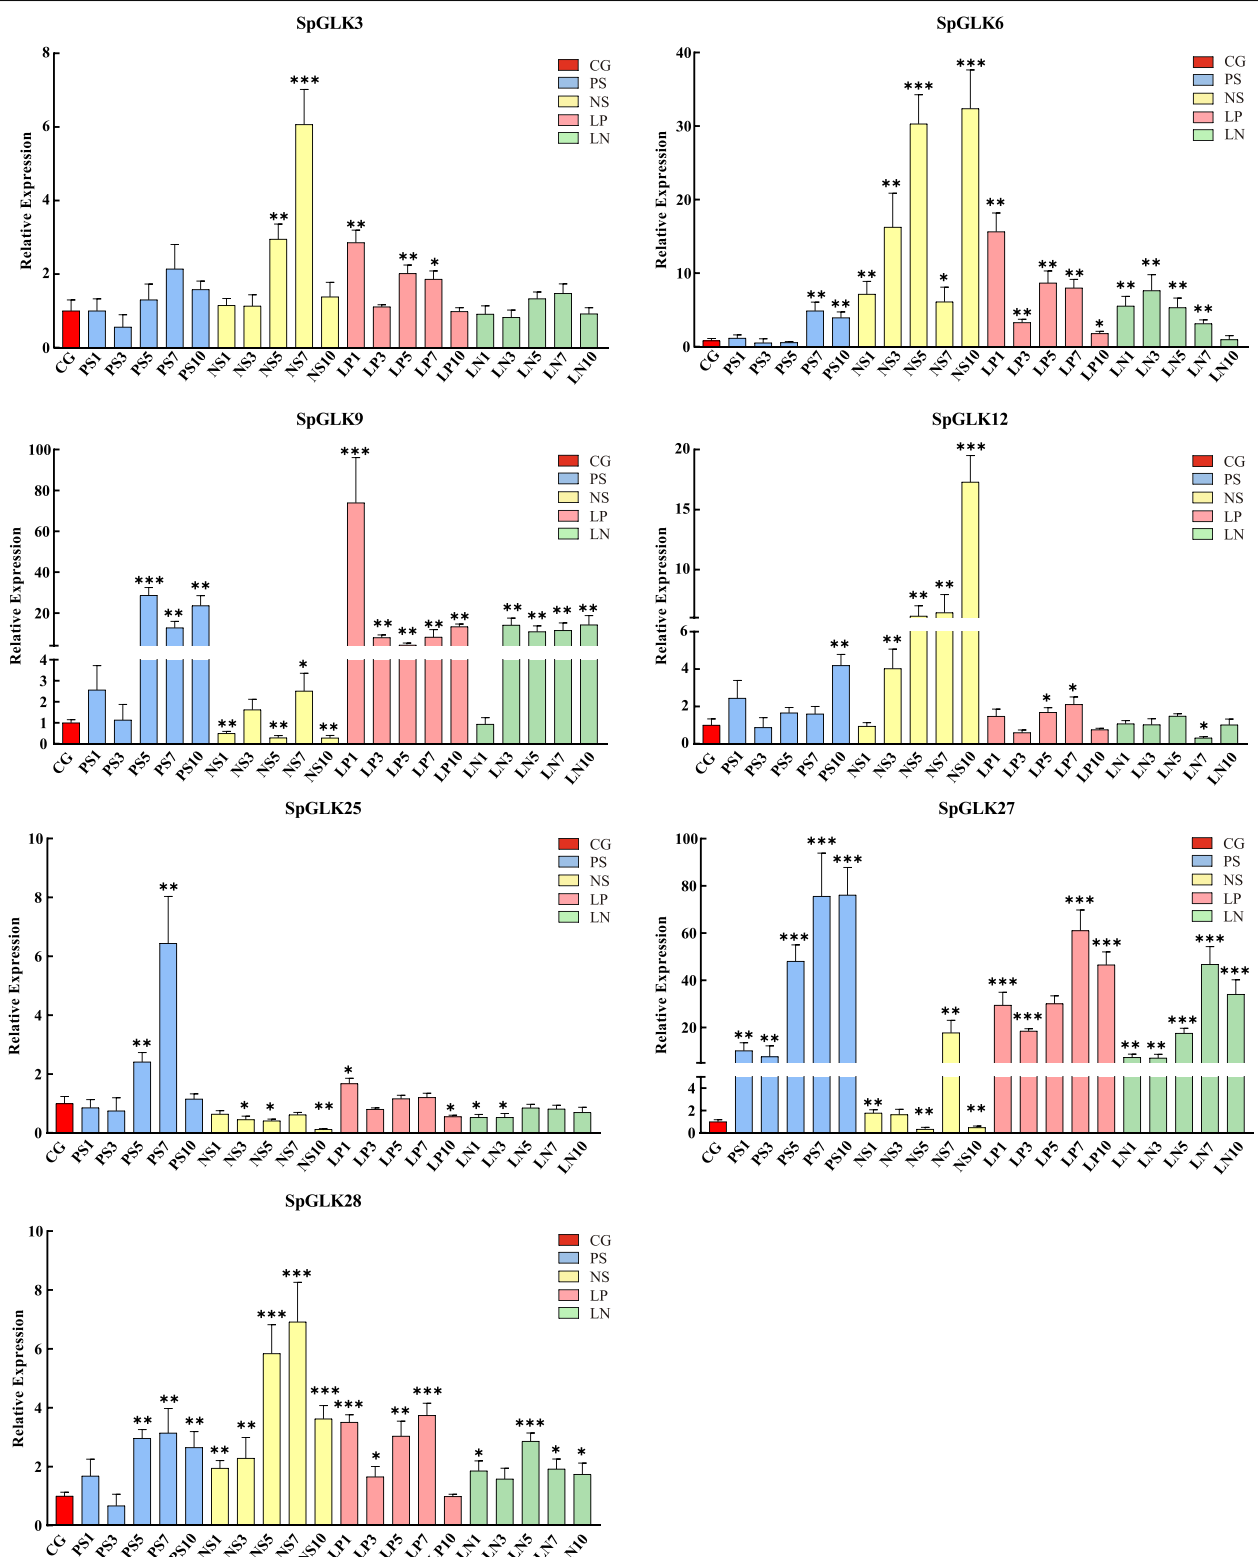 SpGLK3
Relative Expression
8
6
4
2
0
***
**
**
**
*
CG PS1 PS3 PS5 PS7 PS10 NS1 NS3 NS5 NS7 NS10 LP1 LP3 LP5 LP7 LP10 LN1 LN3 LN5 LN7 LN10
CG
PS
NS
LP
LN
SpGLK6
Relative Expression
40
30
20
10
0
** ** ** ** *** * *** ** ** ** ** * ** ** ** **
CG PS1 PS3 PS5 PS7 PS10 NS1 NS3 NS5 NS7 NS10 LP1 LP3 LP5 LP7 LP10 LN1 LN3 LN5 LN7 LN10
CG
PS
NS
LP
LN
SpGLK9
Relative Expression
100
80
60
40
20
4
3
2
1
0
*** ** ** ** ** * ** *** ** ** ** ** ** ** ** **
CG PS1 PS3 PS5 PS7 PS10 NS1 NS3 NS5 NS7 NS10 LP1 LP3 LP5 LP7 LP10 LN1 LN3 LN5 LN7 LN10
CG
PS
NS
LP
LN
SpGLK12
Relative Expression
20
15
10
6
4
2
0
** ** ** ** *** * * *
CG PS1 PS3 PS5 PS7 PS10 NS1 NS3 NS5 NS7 NS10 LP1 LP3 LP5 LP7 LP10 LN1 LN3 LN5 LN7 LN10
CG
PS
NS
LP
LN
SpGLK25
Relative Expression
10
8
6
4
2
0
** ** * * ** * * * *
CG PS1 PS3 PS5 PS7 PS10 NS1 NS3 NS5 NS7 NS10 LP1 LP3 LP5 LP7 LP10 LN1 LN3 LN5 LN7 LN10
CG
PS
NS
LP
LN
SpGLK27
Relative Expression
100
80
60
40
20
4
2
0
** ** *** *** *** ** ** ** ** *** *** *** *** ** ** *** *** ***
CG PS1 PS3 PS5 PS7 PS10 NS1 NS3 NS5 NS7 NS10 LP1 LP3 LP5 LP7 LP10 LN1 LN3 LN5 LN7 LN10
CG
PS
NS
LP
LN
SpGLK28
Relative Expression
10
8
6
4
2
0
** ** ** ** ** *** *** *** *** * ** *** * *** * *
CG PS1 PS3 PS5 PS7 PS10 NS1 NS3 NS5 NS7 NS10 LP1 LP3 LP5 LP7 LP10 LN1 LN3 LN5 LN7 N10
CG
PS
NS
LP
LN